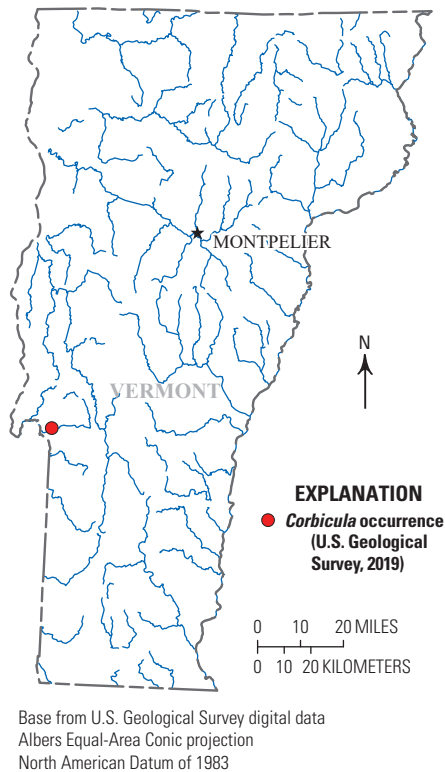 MONTPELIER
N
VERMONT
EXPLANATION
Corbicula occurrence
(U.S. Geological
Survey, 2019)
0 10 20 MILES
0 10 20 KILOMETERS
Base from U.S. Geological Survey digital data
Albers Equal-Area Conic projection
North American Datum of 1983